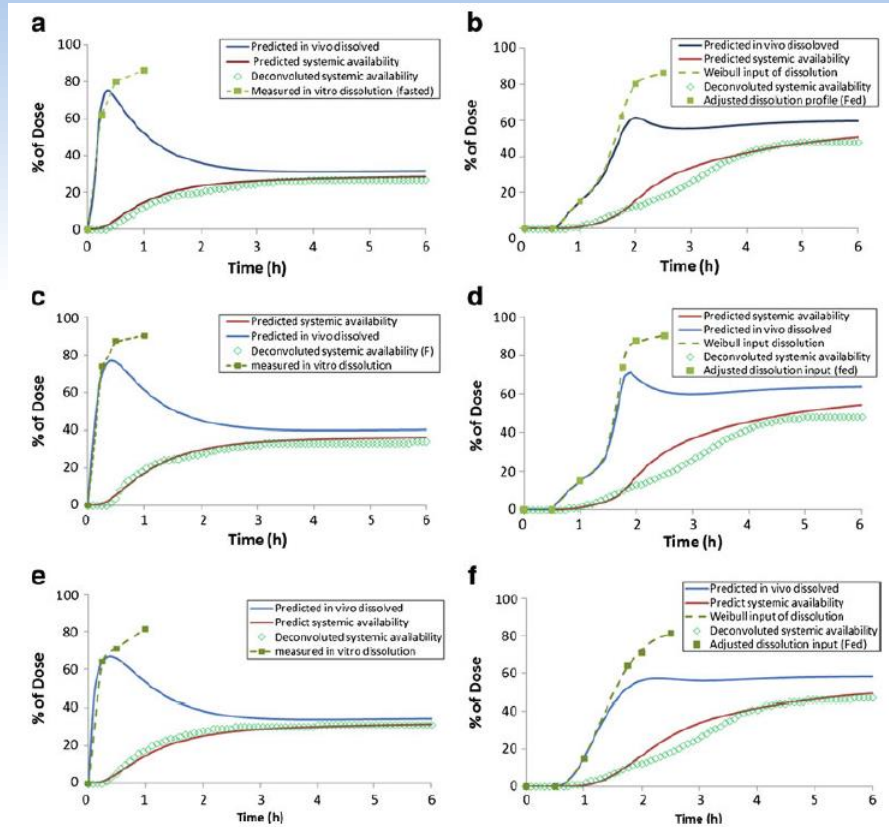 a
100
80
60
40
20
0
% of Dose
Predicted in vivo dissolved
Predicted systemic availability
Deconvoluted systemic availability
Measured in vitro dissolution (fasted)
0 1 2 3 4 5 6
Time (h)
b
100
80
60
40
20
0
% of Dose
Predicted in vivo dissoloved
Predicted systemic availability
Weibull input of dissolution
Deconvoluted systemic availability
Adjusted dissolution profile (Fed)
0 1 2 3 4 5 6
Time (h)
c
100
80
60
40
20
0
% of Dose
Predicted systemic availability
Predicted in vivo dissolved
Deconvoluted systemic availability (F)
measured in vitro dissolution
0 1 2 3 4 5 6
Time (h)
d
100
80
60
40
20
0
% of Dose
Predicted systemic availability
Predicted in vivo dissolved
Weibull input dissolution
Deconvoluted systemic availability
Adjusted dissolution input (fed)
0 1 2 3 4 5 6
Time (h)
e
100
80
60
40
20
0
% of Dose
Predicted in vivo dissolved
Predict systemic availability
Deconvoluted systemic availability
measured in vitro dissolution
0 1 2 3 4 5 6
Time (h)
f
100
80
60
40
20
0
% of Dose
Predicted in vivo dissolved
Predict systemic availability
Weibull input of dissolution
Deconvoluted systemic availability
Adjusted dissolution input (Fed)
0 1 2 3 4 5 6
Time (h)